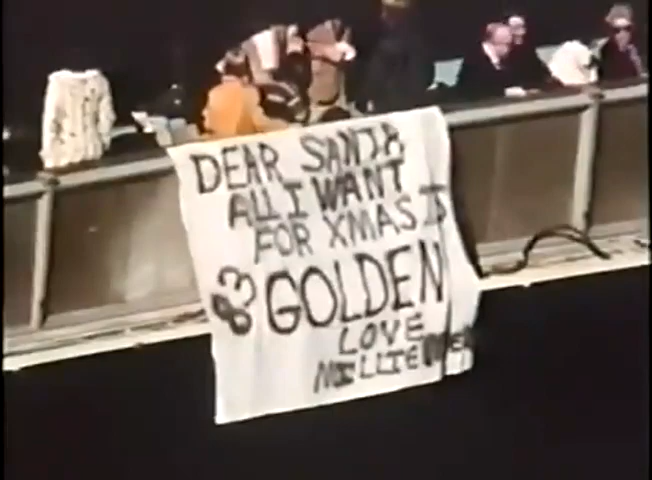 DEAR SANTA
ALL I WANT
FOR XMAS IS
GOLDEN
LOVE
MILLIE